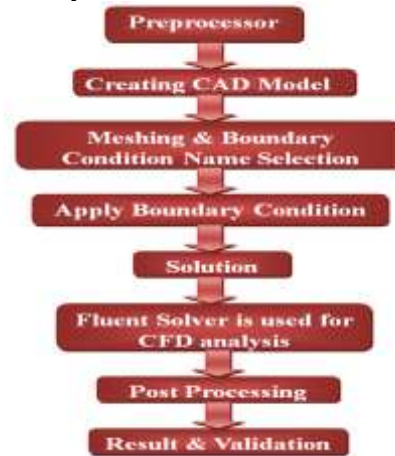 Preprocessor
Creating CAD Model
Meshing & Boundary
Condition Name Selection
Apply Boundary Condition
Solution
Fluent Solver is used for
CFD analysis
Post Processing
Result & Validation